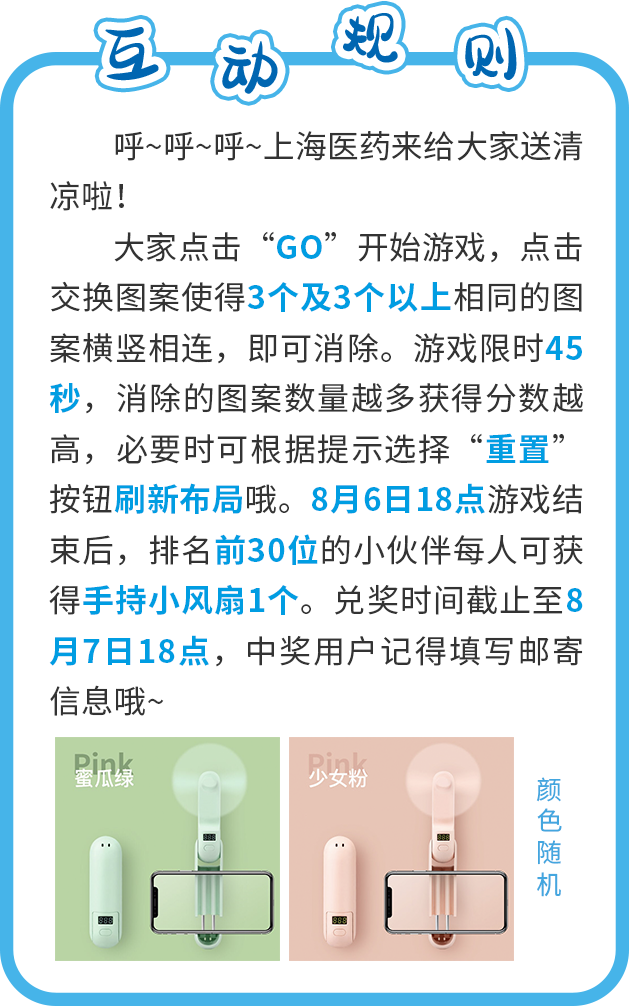 互动规则
呼~呼~呼~上海医药来给大家送清
凉啦！
大家点击“GO”开始游戏，点击
交换图案使得3个及3个以上相同的图
案横竖相连，即可消除。游戏限时45
秒，消除的图案数量越多获得分数越
高，必要时可根据提示选择“重置”
按钮刷新布局哦。8月6日18点游戏结
束后，排名前30位的小伙伴每人可获
得手持小风扇1个。兑奖时间截止至8
月7日18点，中奖用户记得填写邮寄
信息哦~
Pink
蜜瓜绿
Pink
少女粉
颜色随机